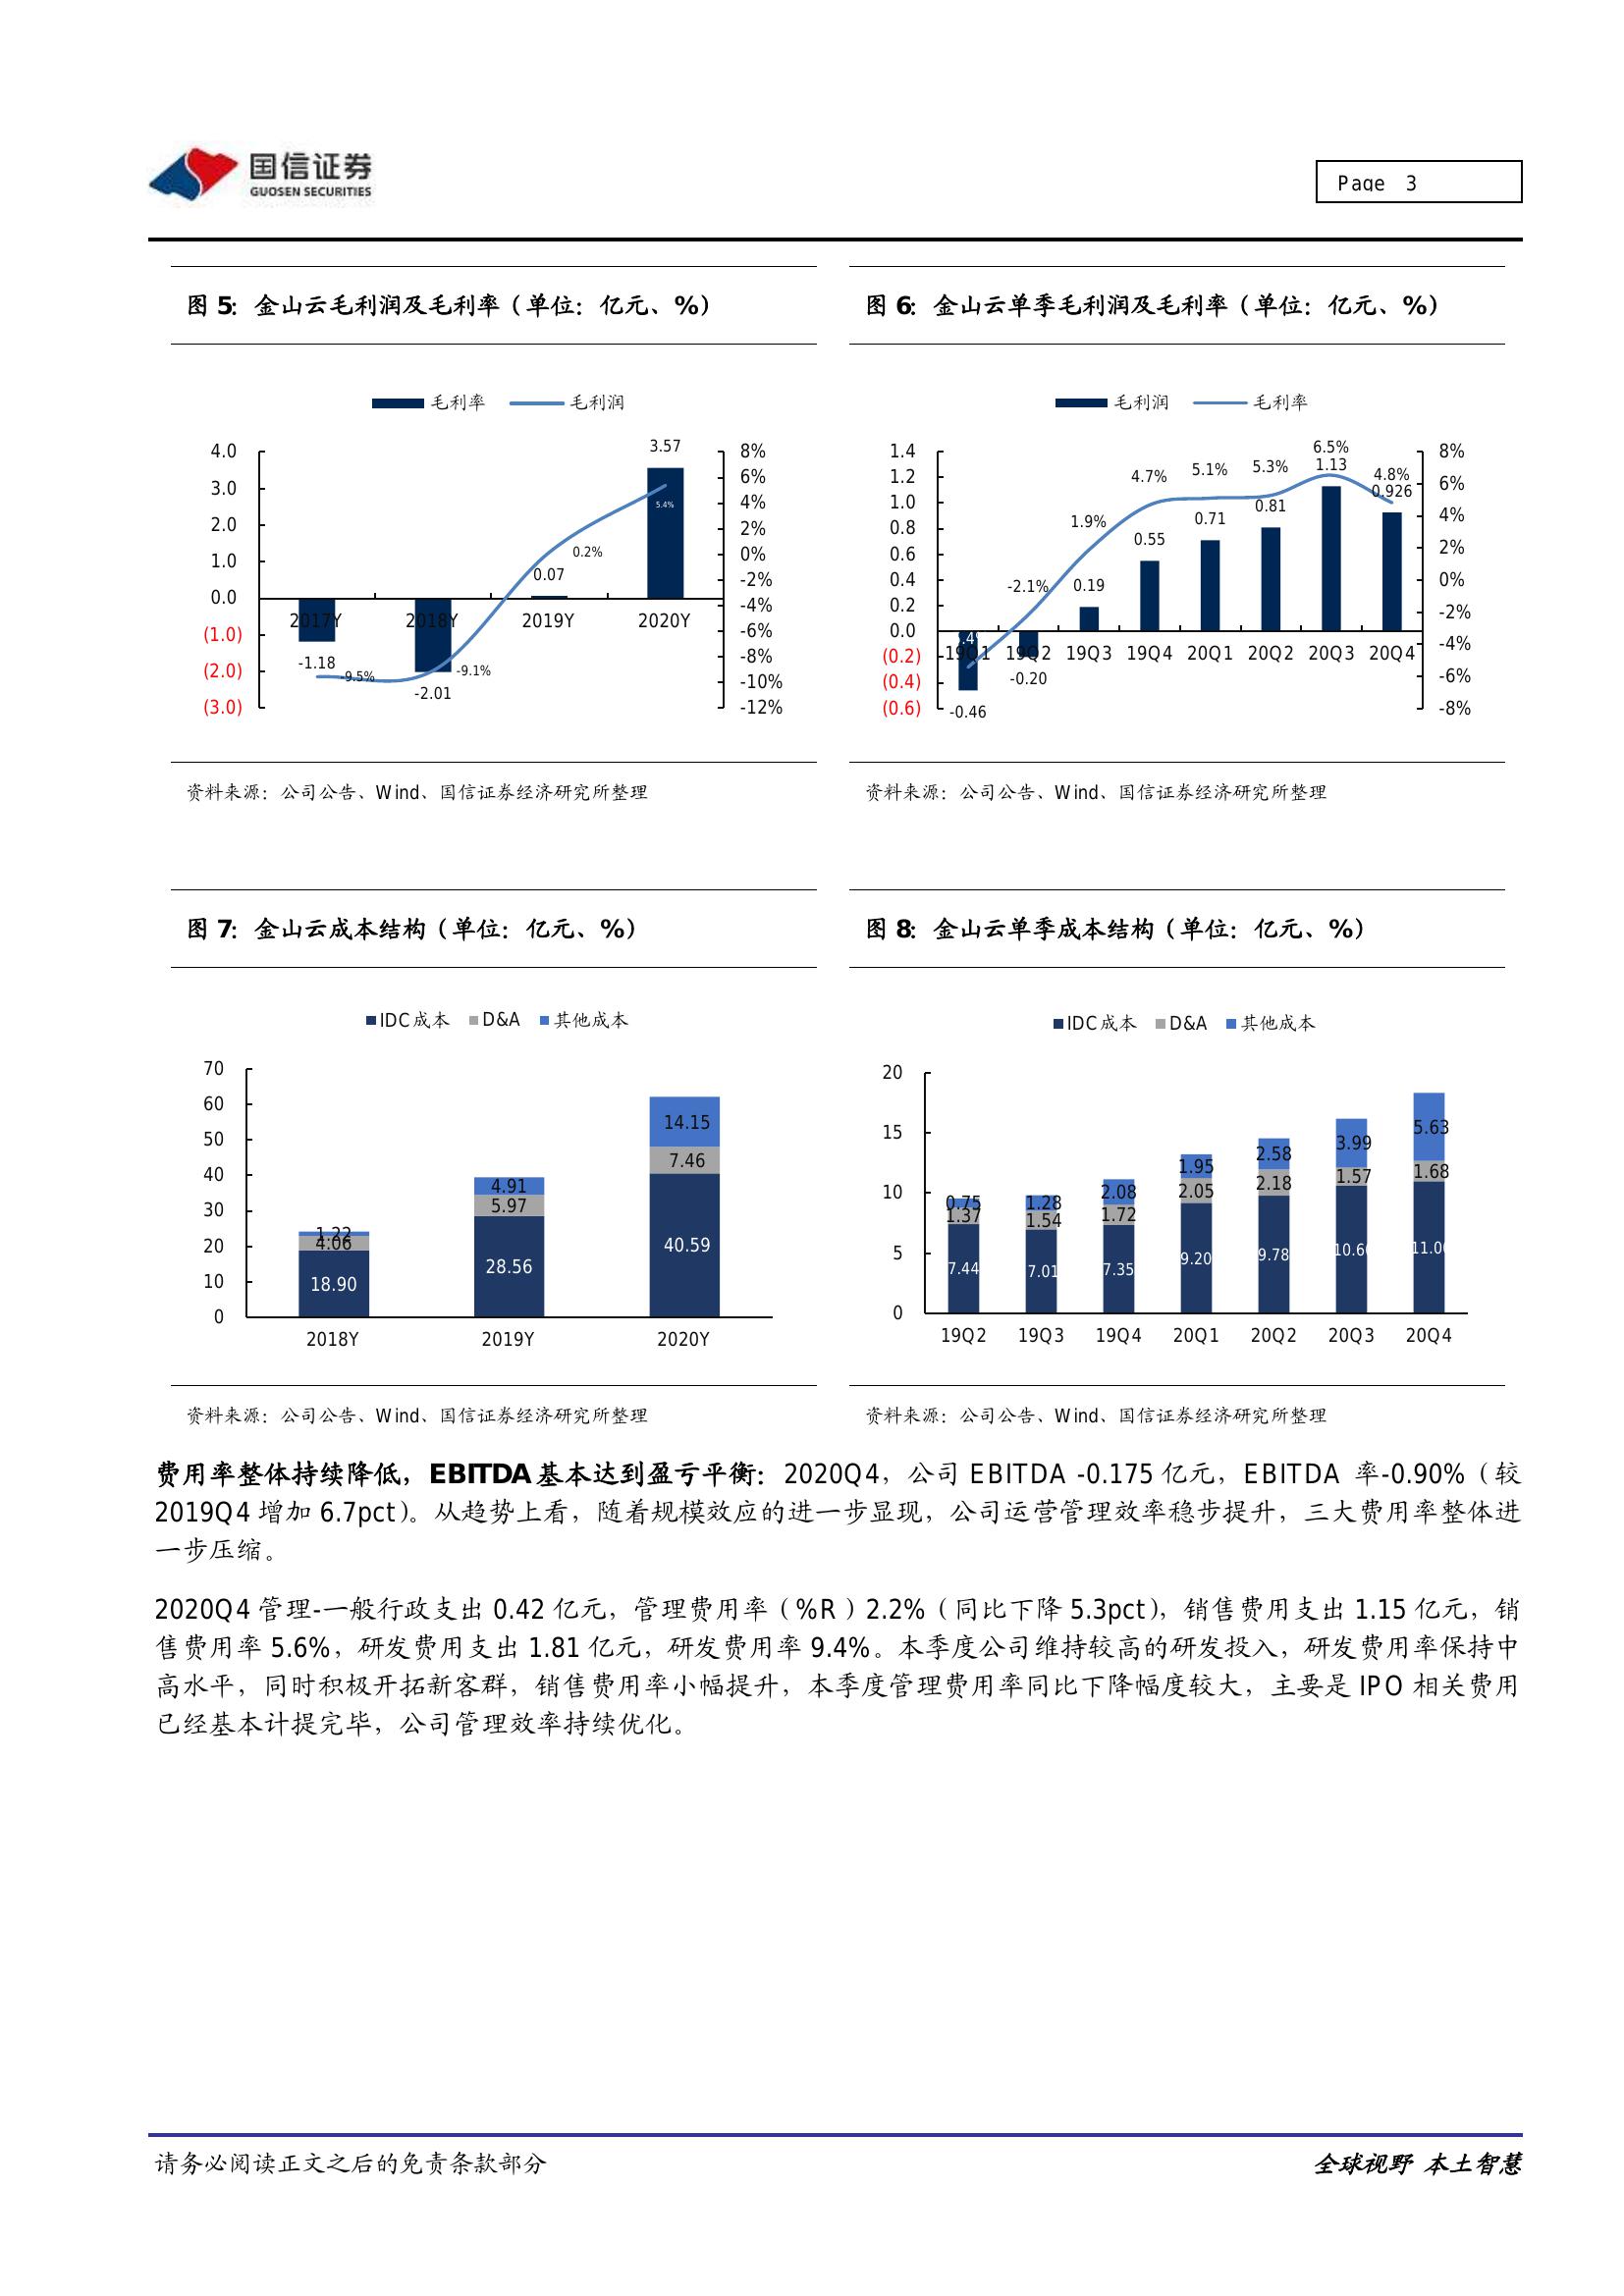 国信证券
GUOSEN SECURITIES
Page 3
图 5：金山云毛利润及毛利率（单位：亿元、%）
毛利率 毛利润
4.0
3.0
2.0
1.0
0.0
(1.0)
(2.0)
(3.0)
8%
6%
4%
2%
0%
-2%
-4%
-6%
-8%
-10%
-12%
3.57
5.4%
0.2%
0.07
-1.18
-9.5%
-9.1%
-2.01
2017Y 2018Y 2019Y 2020Y
资料来源：公司公告、Wind、国信证券经济研究所整理
图 6：金山云单季毛利润及毛利率（单位：亿元、%）
毛利润 毛利率
1.4
1.2
1.0
0.8
0.6
0.4
0.2
0.0
(0.2)
(0.4)
(0.6)
8%
6%
4%
2%
0%
-2%
-4%
-6%
-8%
-2.1% 1.9% 4.7% 5.1% 5.3% 6.5% 4.8%
-0.46 -0.20 0.19 0.55 0.71 0.81 1.13 0.926
19Q1 19Q2 19Q3 19Q4 20Q1 20Q2 20Q3 20Q4
资料来源：公司公告、Wind、国信证券经济研究所整理
图 7：金山云成本结构（单位：亿元、%）
IDC成本 D&A 其他成本
70
60
50
40
30
20
10
0
1.22 4.91 14.15
4.06 5.97 7.46
18.90 28.56 40.59
2018Y 2019Y 2020Y
资料来源：公司公告、Wind、国信证券经济研究所整理
图 8：金山云单季成本结构（单位：亿元、%）
IDC成本 D&A 其他成本
20
15
10
5
0
0.75 1.28 2.08 1.95 2.58 3.99 5.63
1.37 1.54 1.72 2.05 2.18 1.57 1.68
7.44 7.01 7.35 9.20 9.78
19Q2 19Q3 19Q4 20Q1 20Q2 20Q3 20Q4
资料来源：公司公告、Wind、国信证券经济研究所整理
费用率整体持续降低，EBITDA基本达到盈亏平衡：2020Q4，公司 EBITDA -0.175 亿元，EBITDA 率-0.90%（较
2019Q4 增加 6.7pct）。从趋势上看，随着规模效应的进一步显现，公司运营管理效率稳步提升，三大费用率整体进
一步压缩。
2020Q4 管理-一般行政支出 0.42 亿元，管理费用率（%R）2.2%（同比下降 5.3pct），销售费用支出 1.15 亿元，销
售费用率 5.6%，研发费用支出 1.81 亿元，研发费用率 9.4%。本季度公司维持较高的研发投入，研发费用率保持中
高水平，同时积极开拓新客群，销售费用率小幅提升，本季度管理费用率同比下降幅度较大，主要是 IPO 相关费用
已经基本计提完毕，公司管理效率持续优化。
请务必阅读正文之后的免责条款部分
全球视野 本土智慧